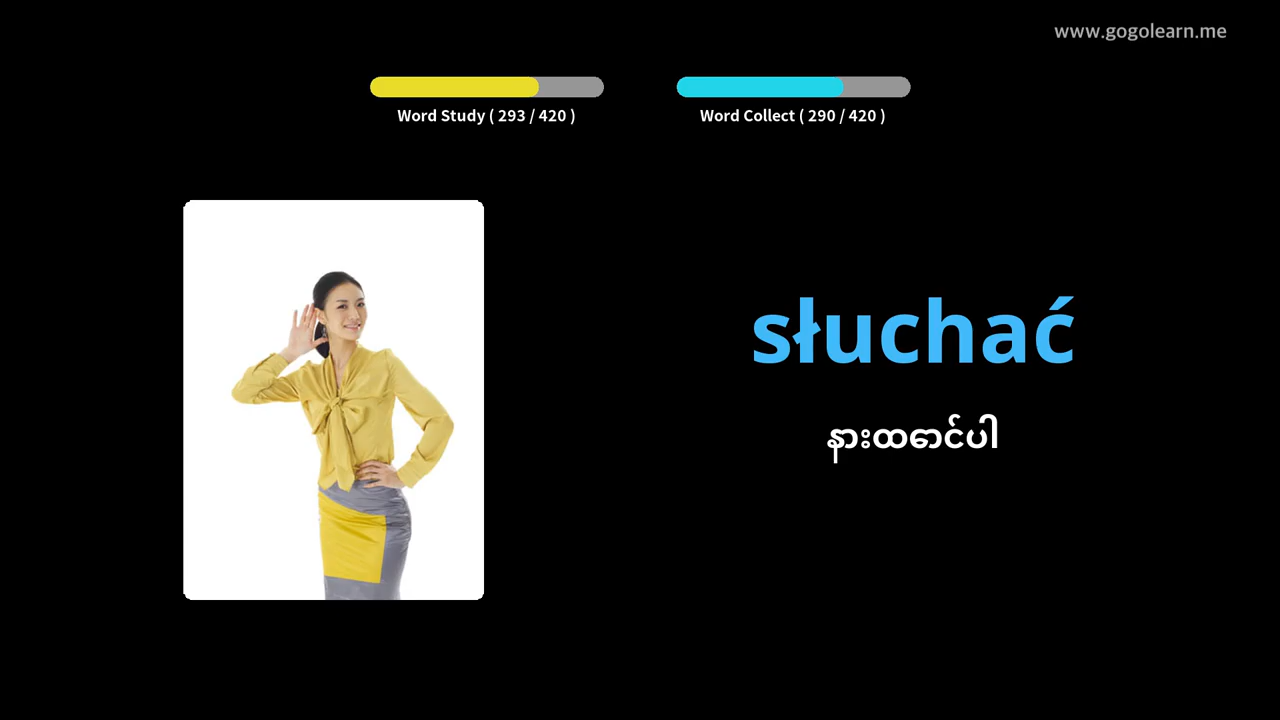 www.gogolearn.me
Word Study ( 293 / 420 )
Word Collect ( 290 / 420 )
słuchać
နားထောင်ပါ